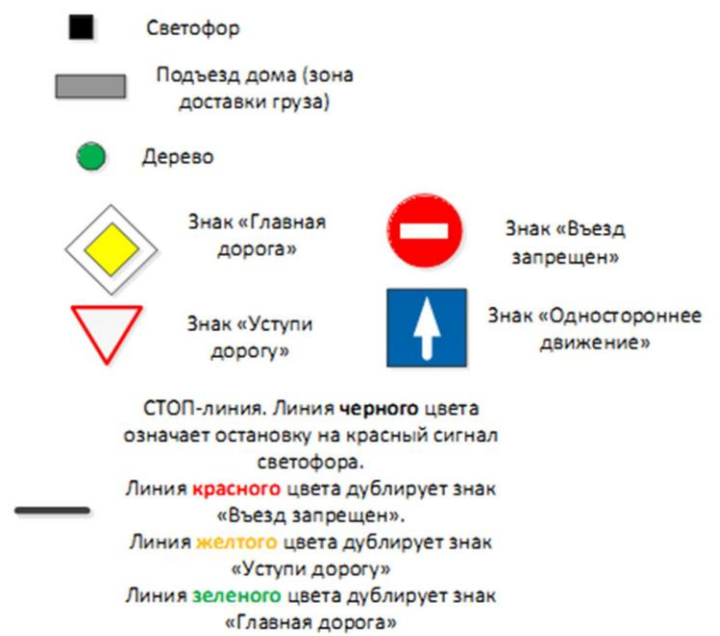 Светофор
Подъезд дома (зона
доставки груза)
Дерево
Знак «Главная
дорога»
Знак «Въезд
запрещен»
Знак «Уступи
дорогу»
Знак «Одностороннее
движение»
СТОП-линия. Линия черного цвета
означает остановку на красный сигнал
светофора.
Линия красного цвета дублирует знак
«Въезд запрещен».
Линия желтого цвета дублирует знак
«Уступи дорогу»
Линия зеленого цвета дублирует знак
«Главная дорога»